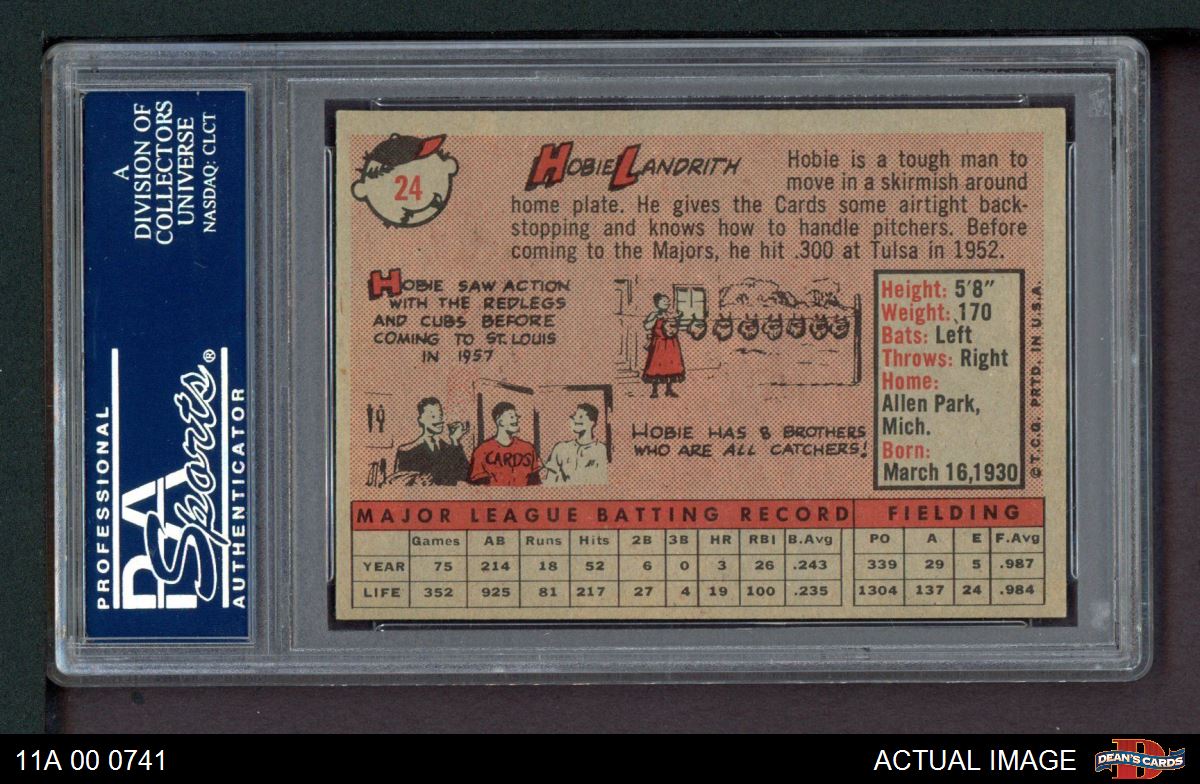 A
DIVISION OF
COLLECTORS
UNIVERSE
NASDAQ: CLCT
PROFESSIONAL
PSA
Sports®
AUTHENTICATOR
24
HOBIE LANDRITH
Hobie is a tough man to
move in a skirmish around
home plate. He gives the Cards some airtight back-
stopping and knows how to handle pitchers. Before
coming to the Majors, he hit .300 at Tulsa in 1952.
HOBIE SAW ACTION
WITH THE REDLEGS
AND CUBS BEFORE
COMING TO ST. LOUIS
IN 1957
CARDS
HOBIE HAS 8 BROTHERS
WHO ARE ALL CATCHERS!
Height: 5'8"
Weight: 170
Bats: Left
Throws: Right
Home:
Allen Park,
Mich.
Born:
March 16, 1930
© T.C.G. PRTD. IN U.S.A.
MAJOR LEAGUE BATTING RECORD FIELDING
Games AB Runs Hits 2B 3B HR RBI B.Avg PO A E F.Avg
YEAR 75 214 18 52 6 0 3 26 .243 339 29 5 .987
LIFE 352 925 81 217 27 4 19 100 .235 1304 137 24 .984
11A 00 0741
ACTUAL IMAGE
D
DEAN'S CARDS